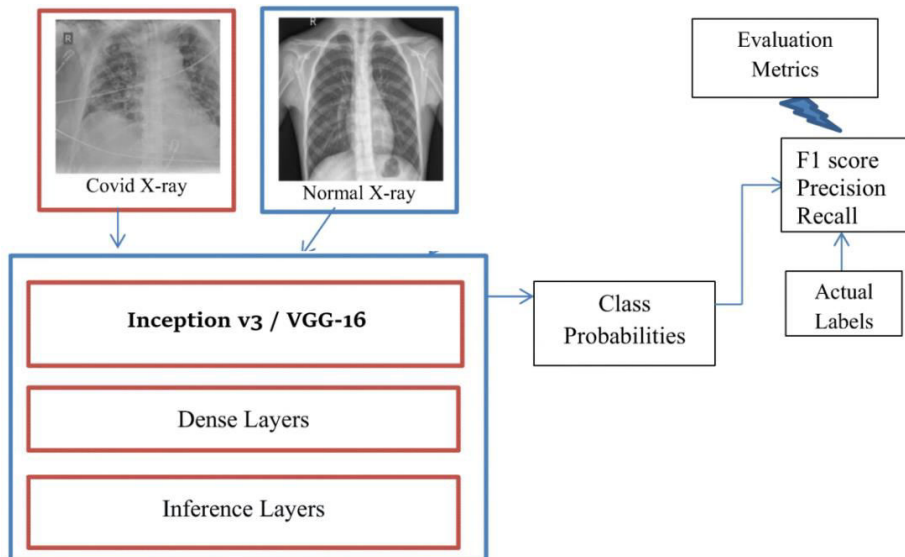 R
Covid X-ray
R
Normal X-ray
Evaluation
Metrics
F1 score
Precision
Recall
Actual
Labels
Class
Probabilities
Inception v3 / VGG-16
Dense Layers
Inference Layers